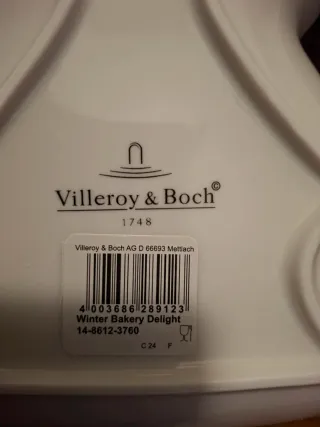 Villeroy & Boch©
1748
Villeroy & Boch AG D 66693 Mettlach
4 003686 289123
Winter Bakery Delight
14-8612-3760
C 24 F